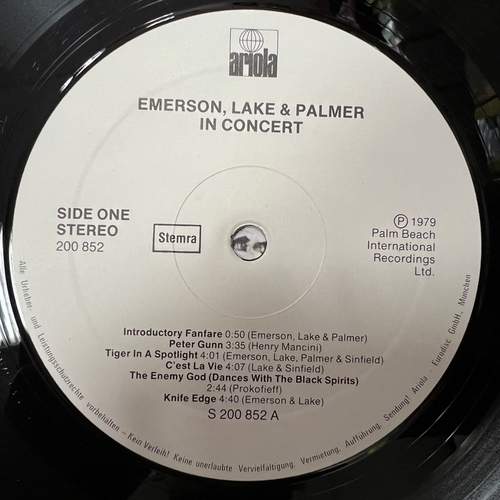 ariola
EMERSON, LAKE & PALMER
IN CONCERT
SIDE ONE
STEREO
200 852
Stemra
Ⓟ 1979
Palm Beach
International
Recordings
Ltd.
Introductory Fanfare 0:50 (Emerson, Lake & Palmer)
Peter Gunn 3:35 (Henry Mancini)
Tiger In A Spotlight 4:01 (Emerson, Lake, Palmer & Sinfield)
C'est La Vie 4:07 (Lake & Sinfield)
The Enemy God (Dances With The Black Spirits)
2:44 (Prokofieff)
Knife Edge 4:40 (Emerson & Lake)
S 200 852 A
Alle Urheber- und Leistungsschutzrechte vorbehalten – Kein Verleih! Keine unerlaubte Vervielfältigung, Vermietung, Aufführung, Sendung! Ariola - Eurodisc GmbH, München